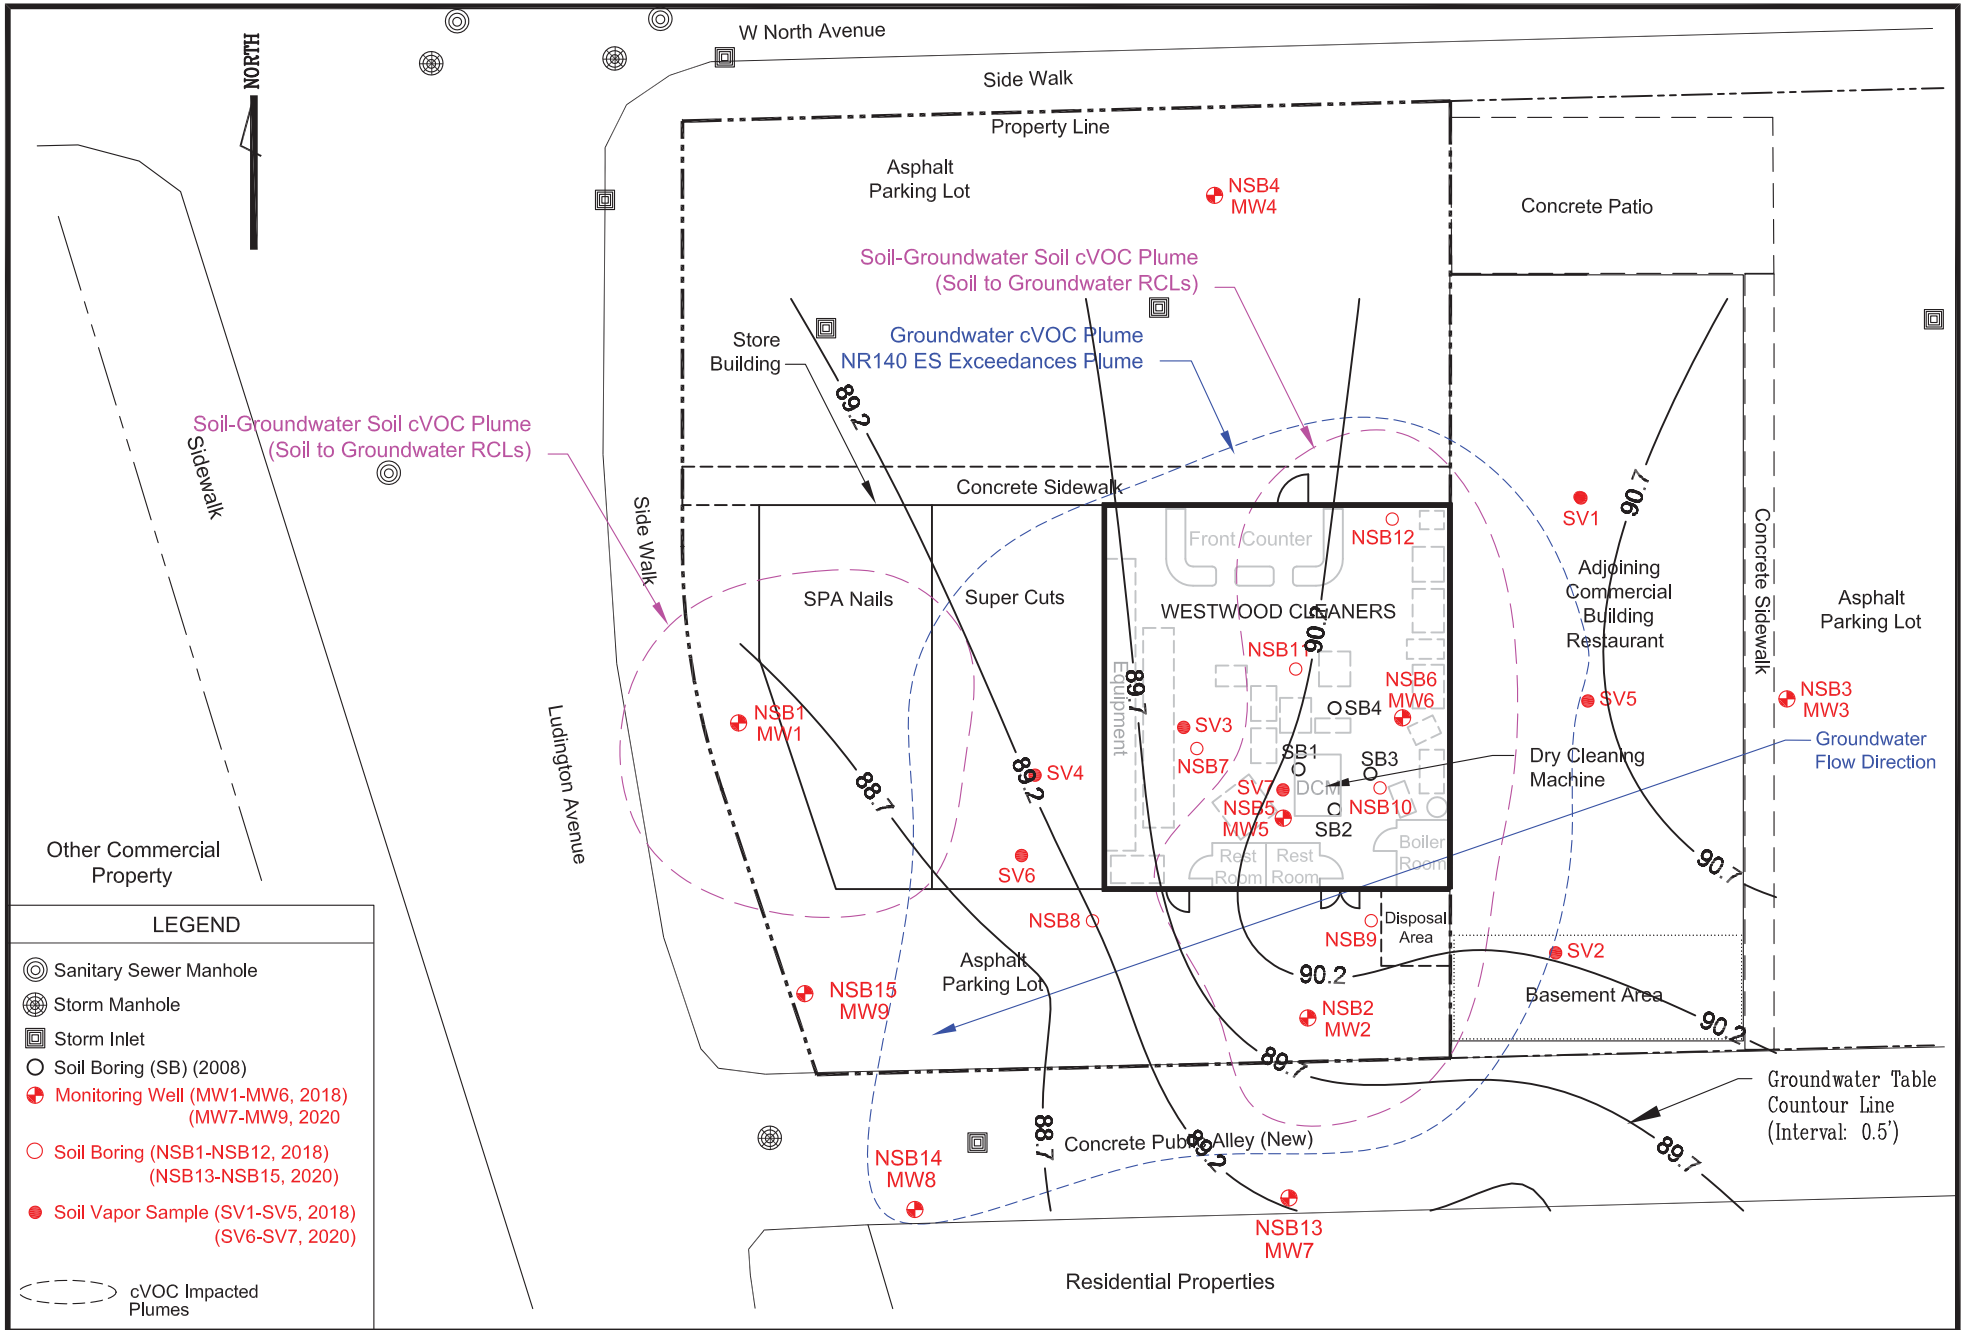 W North Avenue
Side Walk
NORTH
Property Line
Asphalt
Parking Lot
NSB4
MW4
Concrete Patio
Soil-Groundwater Soil cVOC Plume
(Soil to Groundwater RCLs)
Groundwater cVOC Plume
NR140 ES Exceedances Plume
Store
Building
89.2
Soil-Groundwater Soil cVOC Plume
(Soil to Groundwater RCLs)
Sidewalk
Side Walk
Concrete Sidewalk
90.7
SV1
Concrete Sidewalk
Front Counter
NSB12
SPA Nails
Super Cuts
WESTWOOD CLEANERS
90.2
Adjoining
Commercial
Building
Restaurant
Asphalt
Parking Lot
NSB11
Equipment
89.7
NSB6
MW6
SB4
SV5
NSB3
MW3
NSB1
MW1
SV3
NSB7
SB1
SB3
Dry Cleaning
Machine
Groundwater
Flow Direction
Ludington Avenue
88.7
89.2
SV4
SV7
DCM
NSB5
MW5
NSB10
SB2
Boiler
Room
Rest
Room
Rest
Room
SV6
90.7
Other Commercial
Property
NSB8
NSB9
Disposal
Area
SV2
Asphalt
Parking Lot
90.2
Basement Area
NSB15
MW9
NSB2
MW2
90.2
89.7
Groundwater Table
Countour Line
(Interval: 0.5')
88.7
Concrete Public Alley (New)
89.2
89.7
NSB14
MW8
NSB13
MW7
Residential Properties
LEGEND
Sanitary Sewer Manhole
Storm Manhole
Storm Inlet
Soil Boring (SB) (2008)
Monitoring Well (MW1-MW6, 2018)
(MW7-MW9, 2020
Soil Boring (NSB1-NSB12, 2018)
(NSB13-NSB15, 2020)
Soil Vapor Sample (SV1-SV5, 2018)
(SV6-SV7, 2020)
cVOC Impacted
Plumes